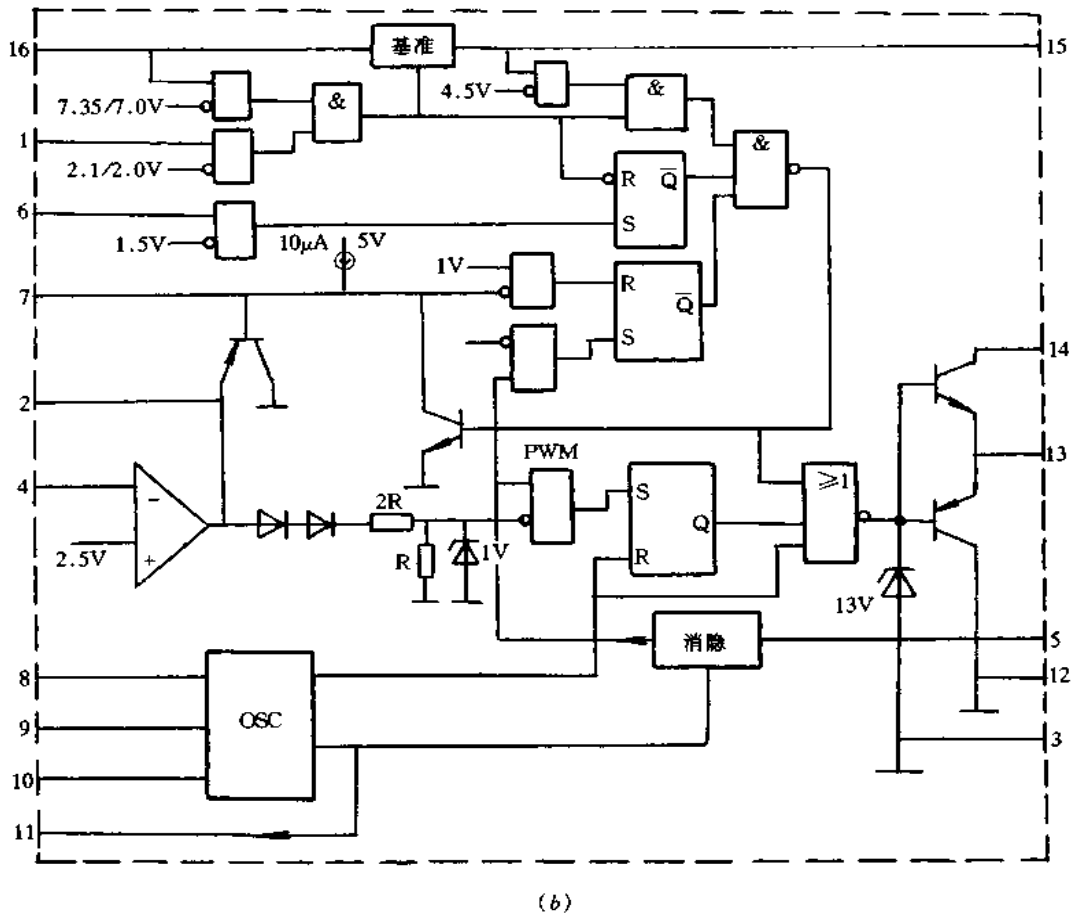 16
基准
15
4.5V
&
&
7.35/7.0V
1
&
2.1/2.0V
R
Q̅
6
S
1.5V
10μA
5V
1V
7
R
Q̅
S
14
2
PWM
13
4
−
2R
S
≥1
Q
2.5V
+
R
1V
R
13V
消隐
5
8
12
OSC
9
3
10
11
(b)